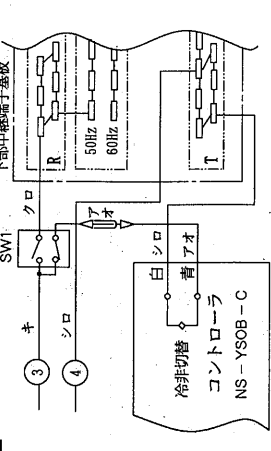 下部中継端子基板
SW1
R
50Hz
60Hz
T
クロ
アオ
キ
シロ
③
④
白 シロ
青 アオ
冷非切替
コントローラ
NS-YSOB-C